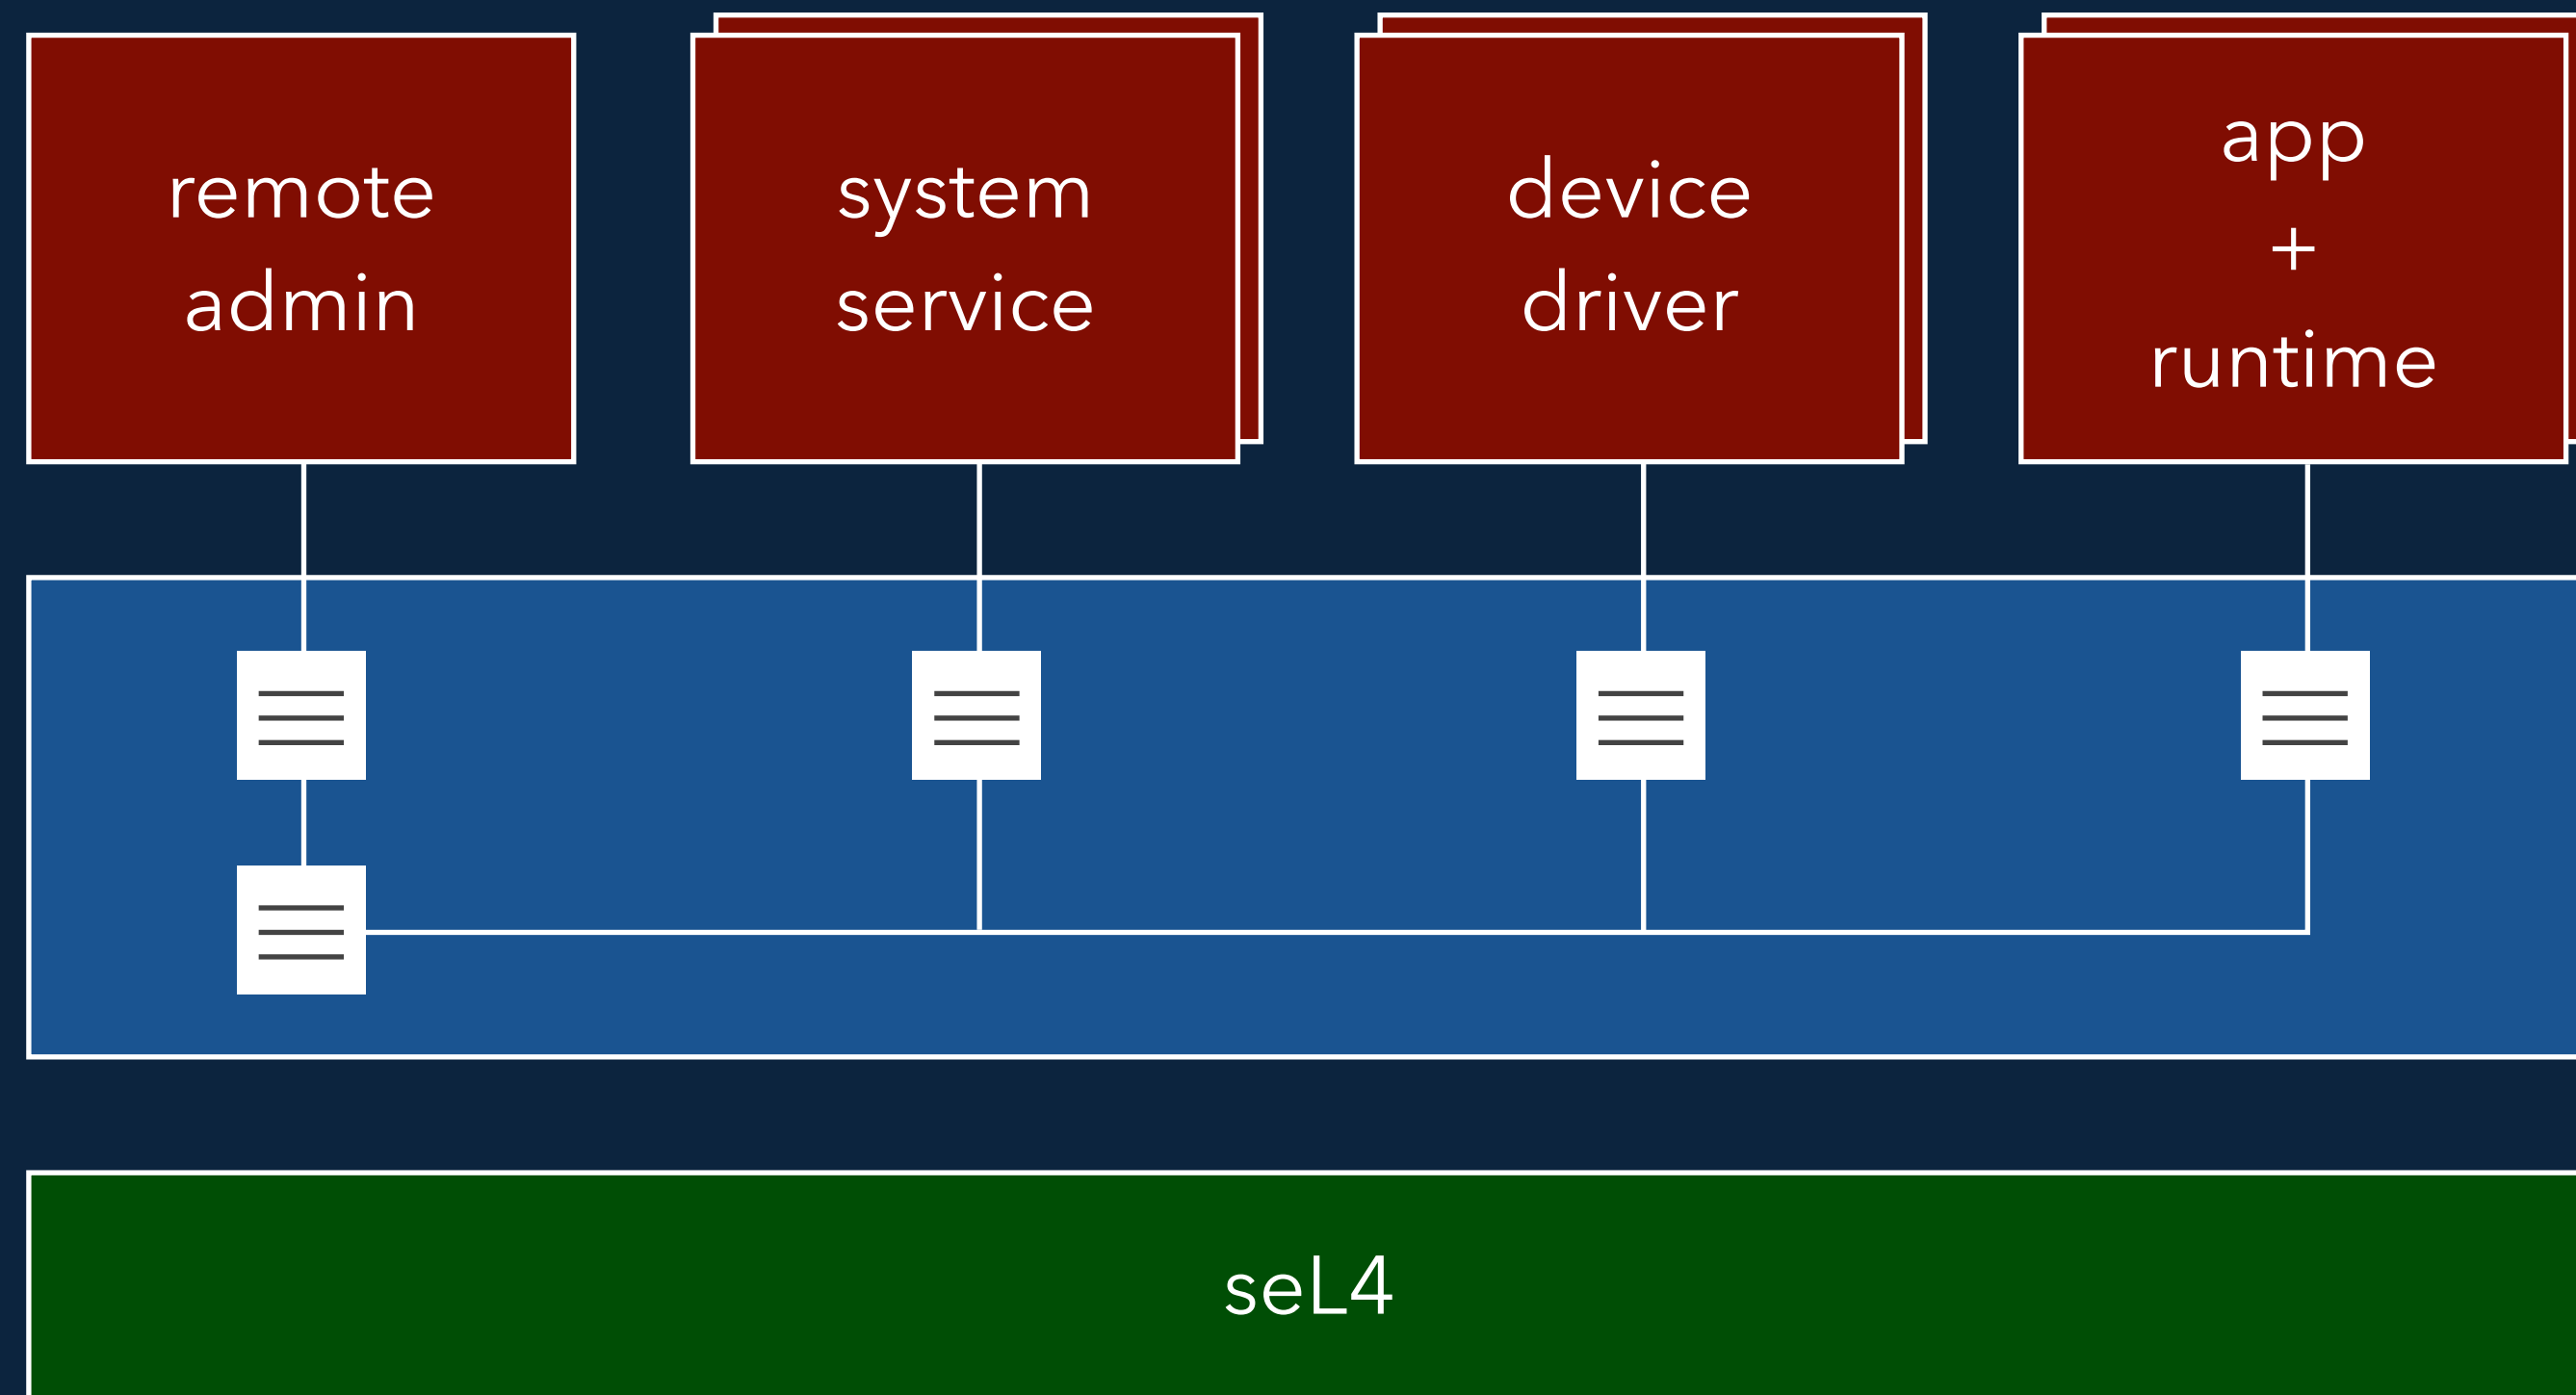 remote
admin
system
service
device
driver
app
+
runtime
seL4